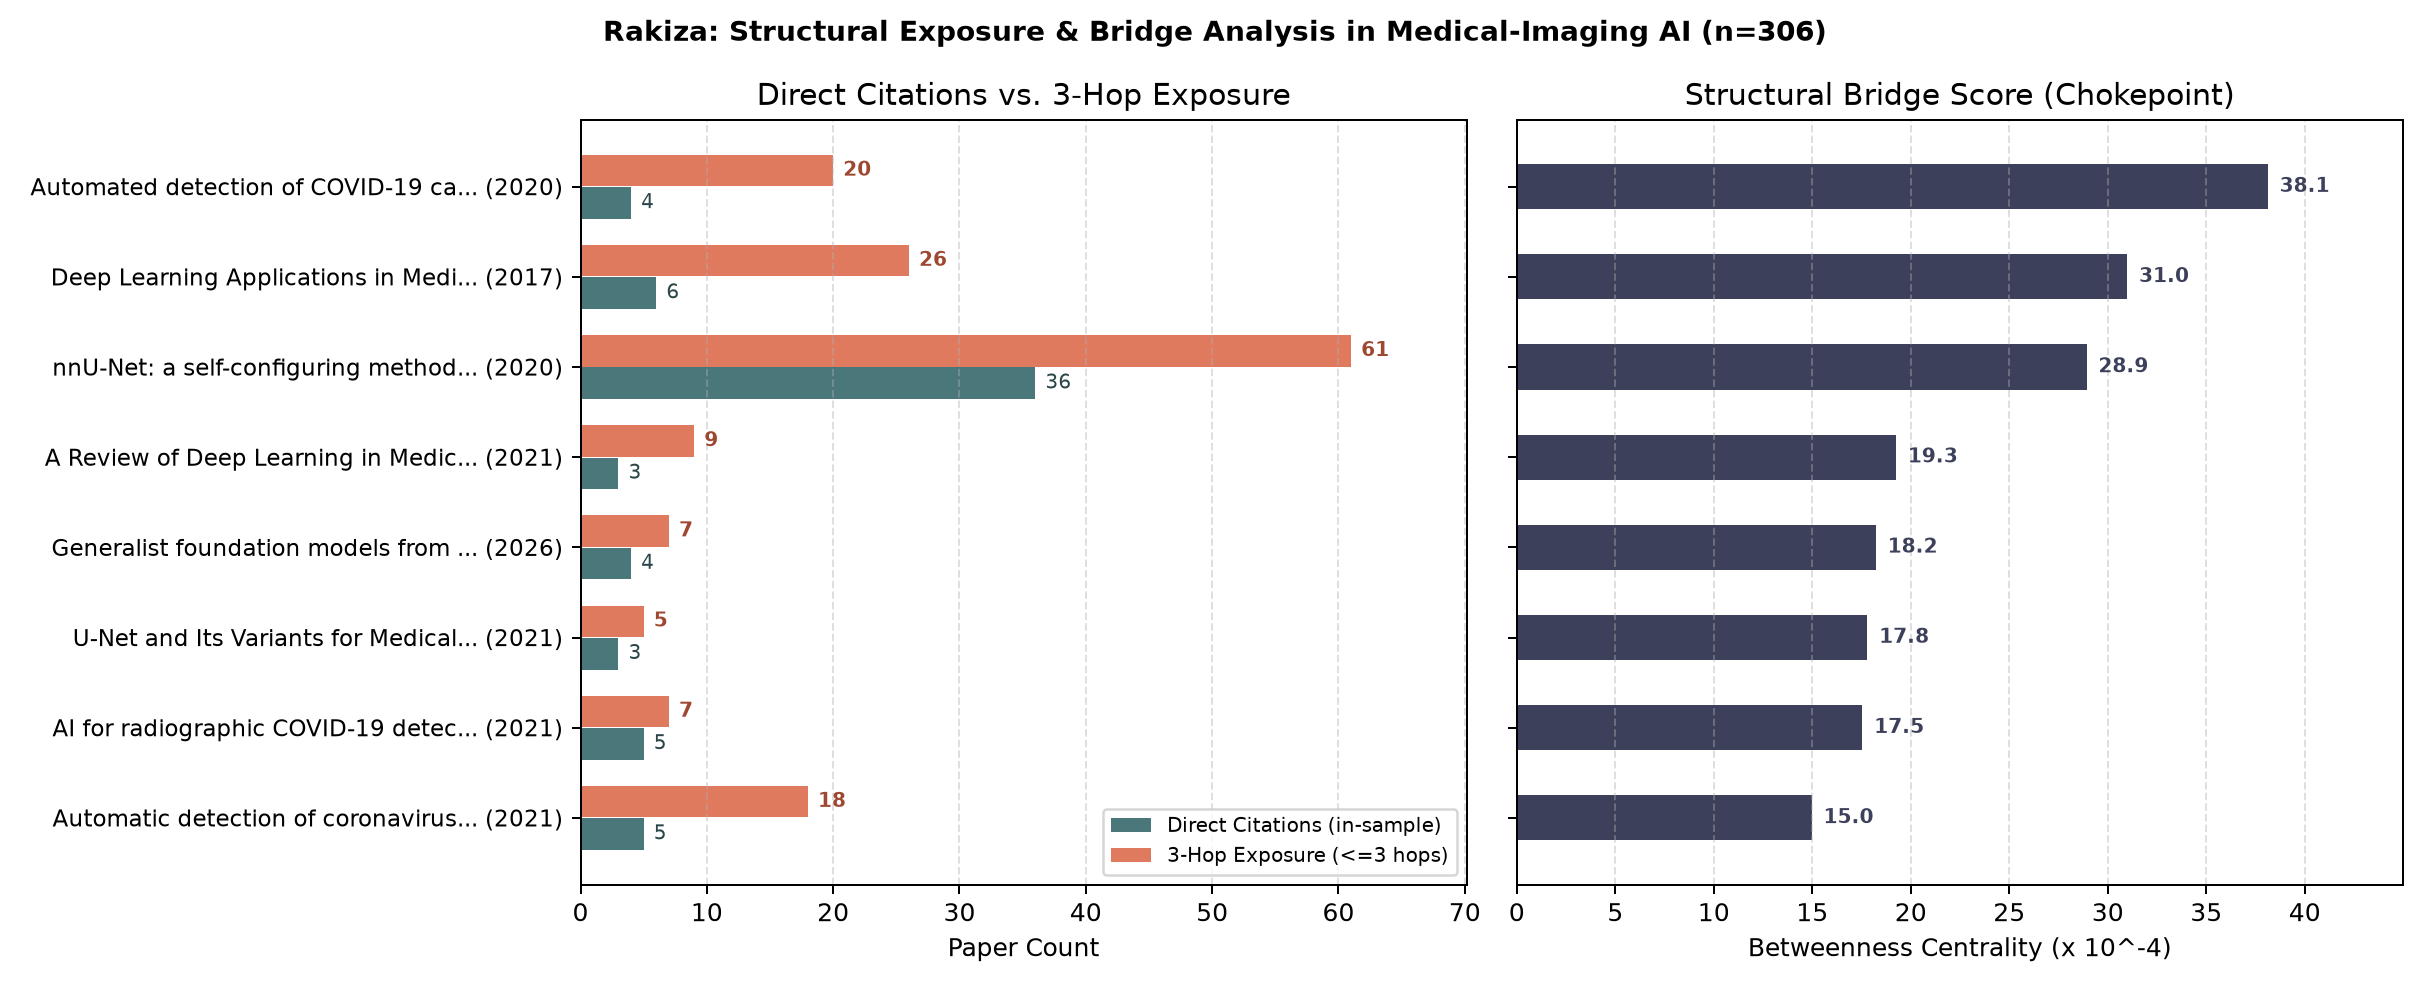 Rakiza: Structural Exposure & Bridge Analysis in Medical-Imaging AI (n=306)
Direct Citations vs. 3-Hop Exposure
Automated detection of COVID-19 ca... (2020)
20
4
Deep Learning Applications in Medi... (2017)
26
6
nnU-Net: a self-configuring method... (2020)
61
36
A Review of Deep Learning in Medic... (2021)
9
3
Generalist foundation models from ... (2026)
7
4
U-Net and Its Variants for Medical... (2021)
5
3
AI for radiographic COVID-19 detec... (2021)
7
5
Automatic detection of coronavirus... (2021)
18
5
Direct Citations (in-sample)
3-Hop Exposure (<=3 hops)
0 10 20 30 40 50 60 70
Paper Count
Structural Bridge Score (Chokepoint)
38.1
31.0
28.9
19.3
18.2
17.8
17.5
15.0
0 5 10 15 20 25 30 35 40
Betweenness Centrality (x 10^-4)